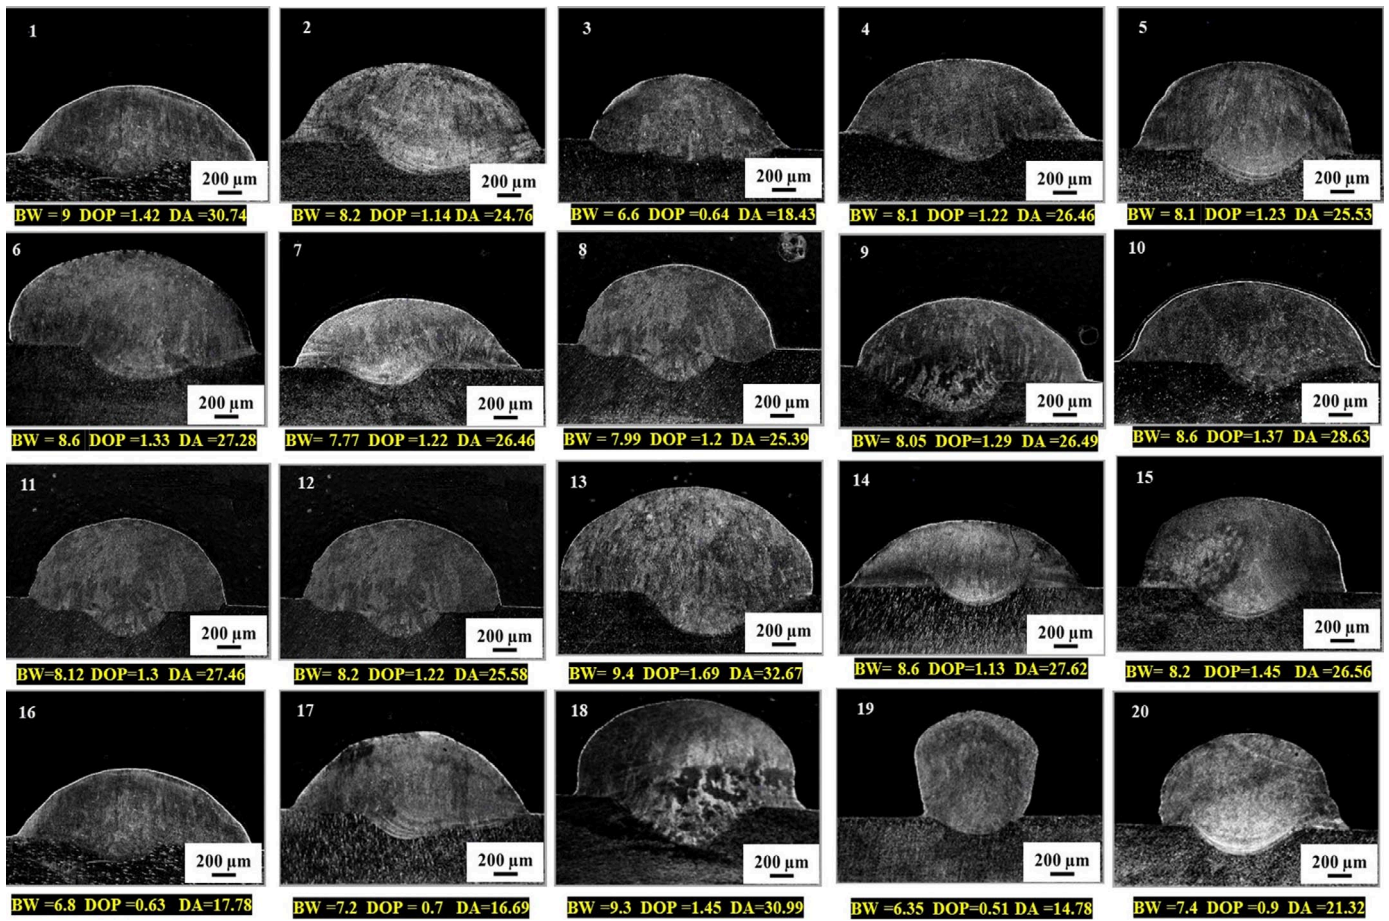 1 2 3 4 5
200 µm 200 µm 200 µm 200 µm 200 µm
BW = 9 DOP =1.42 DA =30.74 BW = 8.2 DOP =1.14 DA =24.76 BW = 6.6 DOP =0.64 DA =18.43 BW = 8.1 DOP =1.22 DA =26.46 BW = 8.1 DOP =1.23 DA =25.53
6 7 8 9 10
200 µm 200 µm 200 µm 200 µm 200 µm
BW = 8.6 DOP =1.33 DA =27.28 BW= 7.77 DOP =1.22 DA =26.46 BW = 7.99 DOP =1.2 DA =25.39 BW= 8.05 DOP=1.29 DA =26.49 BW = 8.6 DOP=1.37 DA =28.63
11 12 13 14 15
200 µm 200 µm 200 µm 200 µm 200 µm
BW=8.12 DOP=1.3 DA =27.46 BW= 8.2 DOP=1.22 DA=25.58 BW= 9.4 DOP=1.69 DA=32.67 BW= 8.6 DOP=1.13 DA=27.62 BW= 8.2 DOP=1.45 DA =26.56
16 17 18 19 20
200 µm 200 µm 200 µm 200 µm 200 µm
BW =6.8 DOP =0.63 DA=17.78 BW =7.2 DOP = 0.7 DA=16.69 BW =9.3 DOP=1.45 DA=30.99 BW =6.35 DOP=0.51 DA =14.78 BW =7.4 DOP =0.9 DA=21.32